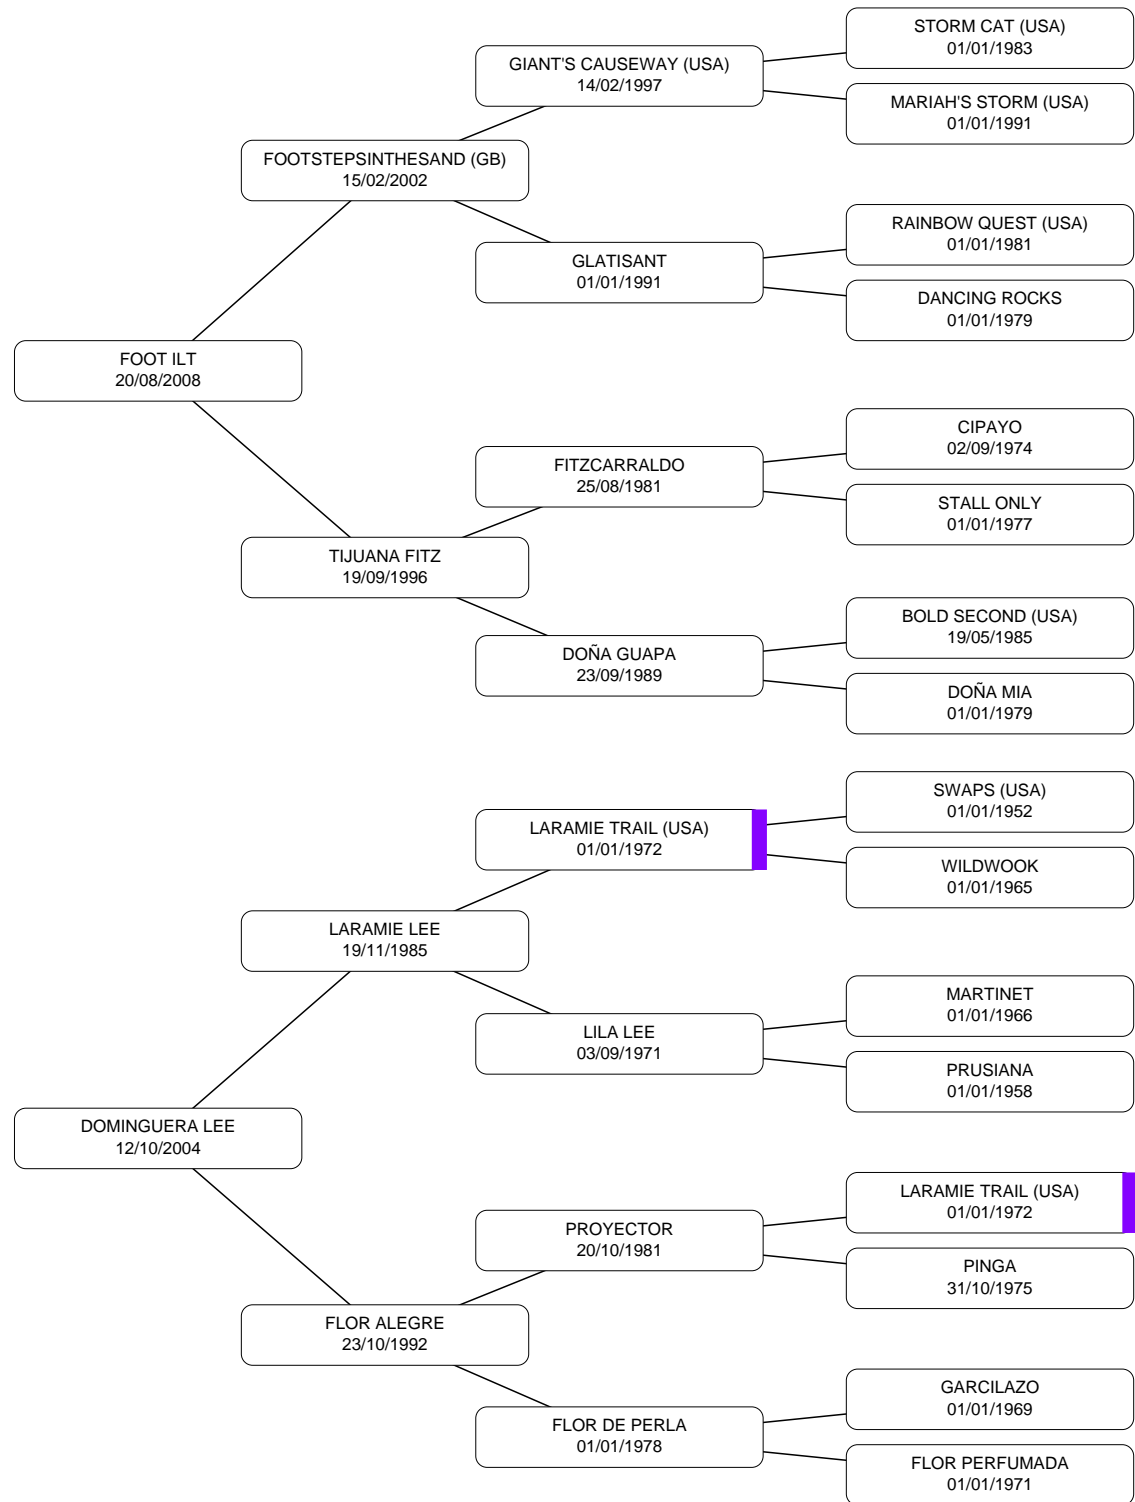 STORM CAT (USA)
01/01/1983
GIANT'S CAUSEWAY (USA)
14/02/1997
MARIAH'S STORM (USA)
01/01/1991
FOOTSTEPSINTHESAND (GB)
15/02/2002
RAINBOW QUEST (USA)
01/01/1981
GLATISANT
01/01/1991
DANCING ROCKS
01/01/1979
FOOT ILT
20/08/2008
CIPAYO
02/09/1974
FITZCARRALDO
25/08/1981
STALL ONLY
01/01/1977
TIJUANA FITZ
19/09/1996
BOLD SECOND (USA)
19/05/1985
DOÑA GUAPA
23/09/1989
DOÑA MIA
01/01/1979
SWAPS (USA)
01/01/1952
LARAMIE TRAIL (USA)
01/01/1972
WILDWOOK
01/01/1965
LARAMIE LEE
19/11/1985
MARTINET
01/01/1966
LILA LEE
03/09/1971
PRUSIANA
01/01/1958
DOMINGUERA LEE
12/10/2004
LARAMIE TRAIL (USA)
01/01/1972
PROYECTOR
20/10/1981
PINGA
31/10/1975
FLOR ALEGRE
23/10/1992
GARCILAZO
01/01/1969
FLOR DE PERLA
01/01/1978
FLOR PERFUMADA
01/01/1971